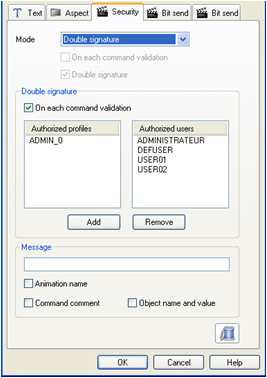 Text Aspect Security Bit send Bit send
Mode Double signature
On each command validation
Double signature
Double signature
On each command validation
Authorized profiles
ADMIN_0
Authorized users
ADMINISTRATEUR
DEFUSER
USER01
USER02
Add Remove
Message
Animation name
Command comment Object name and value
OK Cancel Help